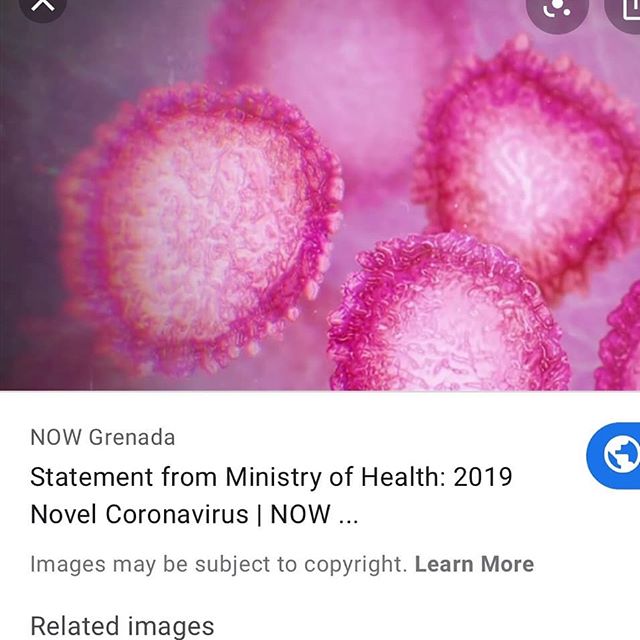 NOW Grenada
Statement from Ministry of Health: 2019
Novel Coronavirus | NOW ...
Images may be subject to copyright. Learn More
Related images